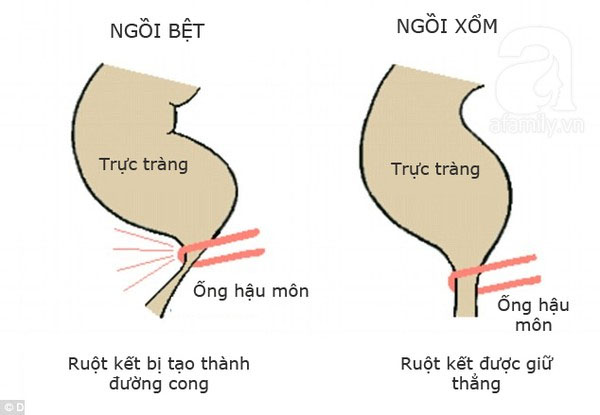 NGỒI BỆT
NGỒI XỔM
a
afamily.vn
Trực tràng
Trực tràng
Ống hậu môn
Ống hậu
môn
Ruột kết bị tạo thành
đường cong
Ruột kết được giữ
thẳng
© D